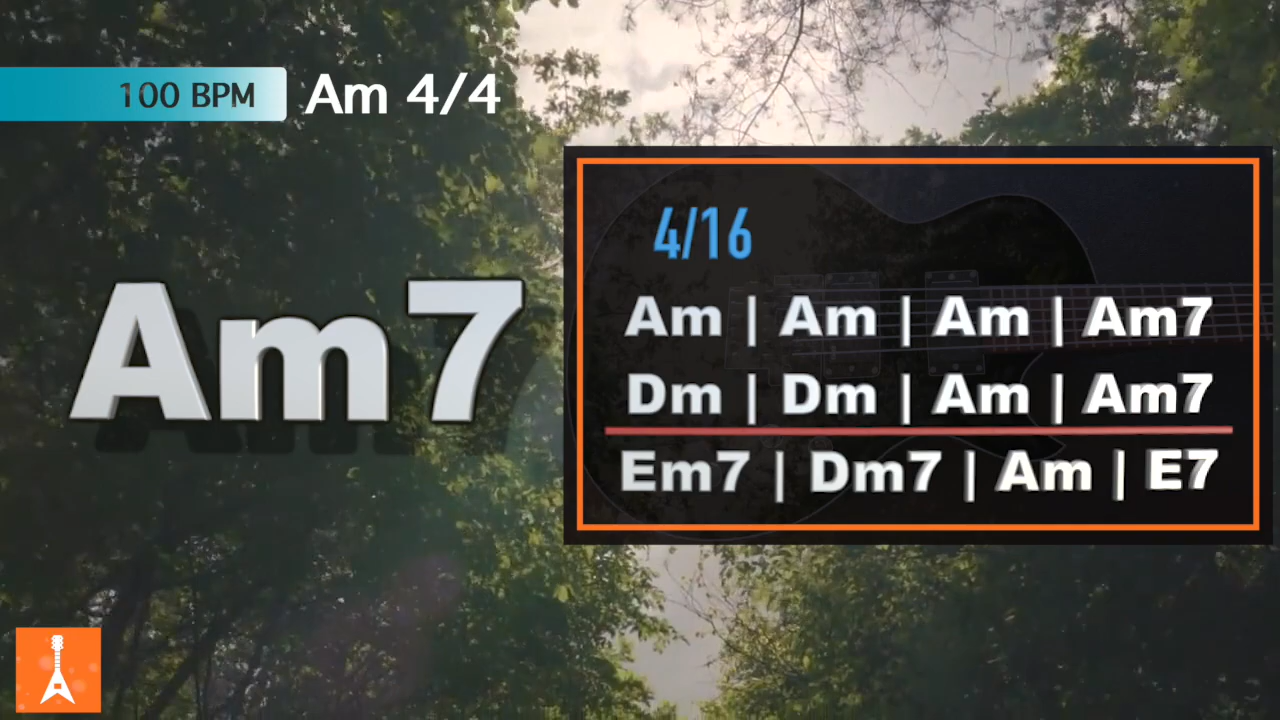 100 BPM Am 4/4
Am7
4/16
Am | Am | Am | Am7
Dm | Dm | Am | Am7
Em7 | Dm7 | Am | E7